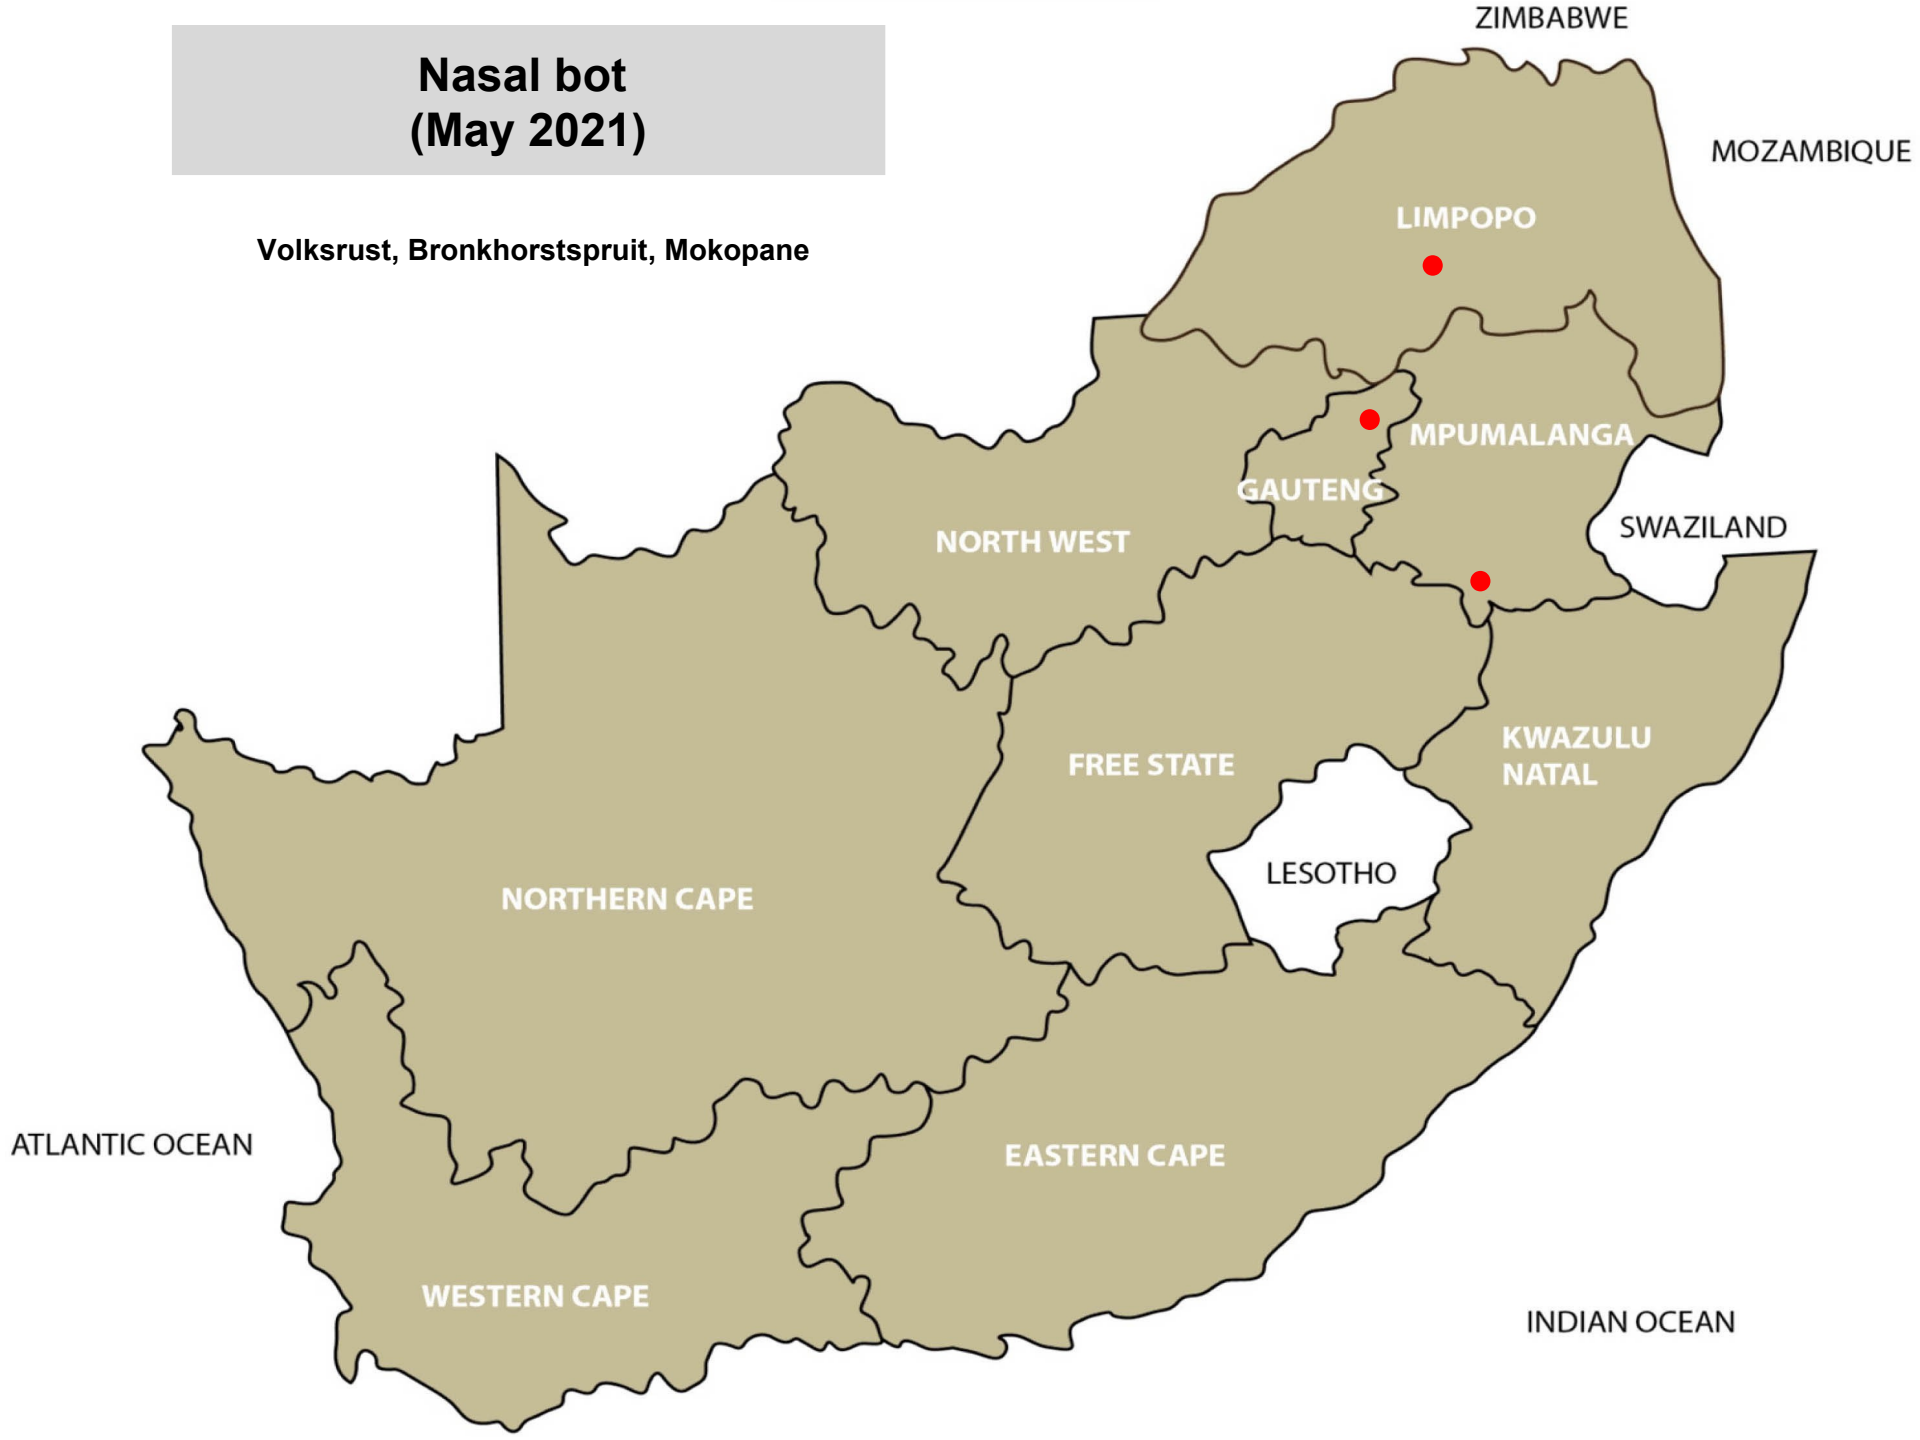 Nasal bot
(May 2021)
Volksrust, Bronkhorstspruit, Mokopane
ZIMBABWE
MOZAMBIQUE
LIMPOPO
MPUMALANGA
GAUTENG
SWAZILAND
NORTH WEST
KWAZULU
NATAL
FREE STATE
LESOTHO
NORTHERN CAPE
ATLANTIC OCEAN
EASTERN CAPE
WESTERN CAPE
INDIAN OCEAN